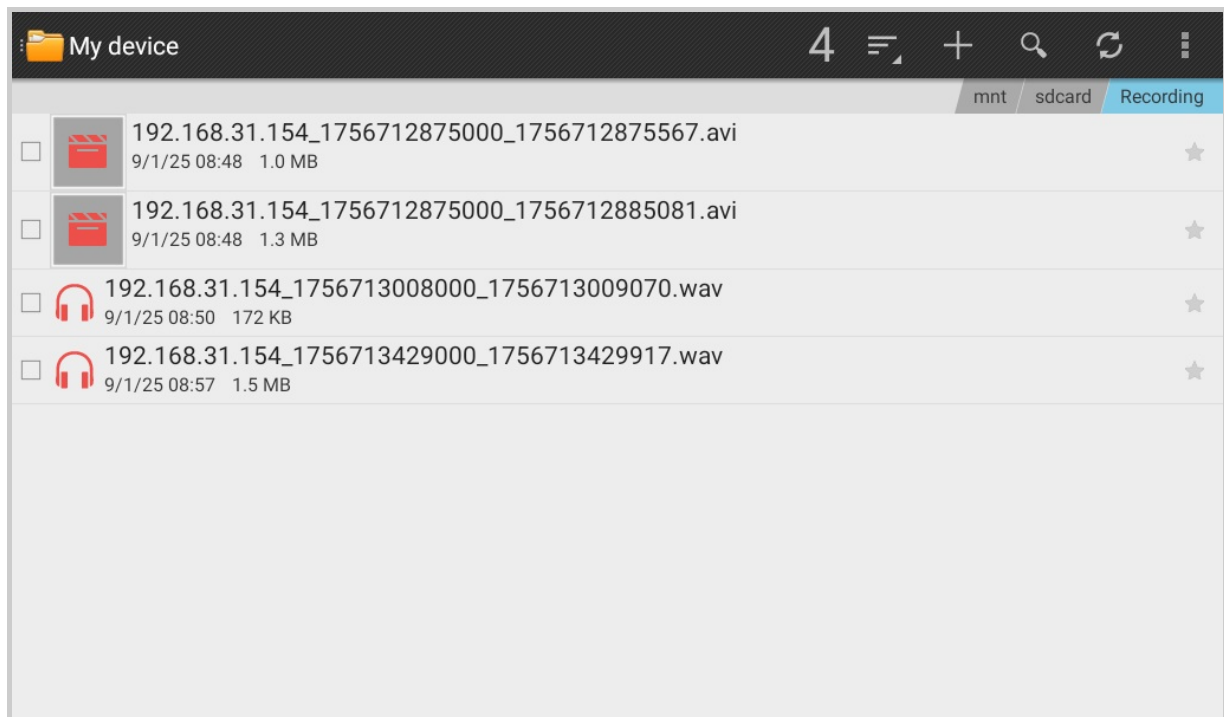 My device
4
mnt sdcard Recording
192.168.31.154_1756712875000_1756712875567.avi
9/1/25 08:48 1.0 MB
192.168.31.154_1756712875000_1756712885081.avi
9/1/25 08:48 1.3 MB
192.168.31.154_1756713008000_1756713009070.wav
9/1/25 08:50 172 KB
192.168.31.154_1756713429000_1756713429917.wav
9/1/25 08:57 1.5 MB